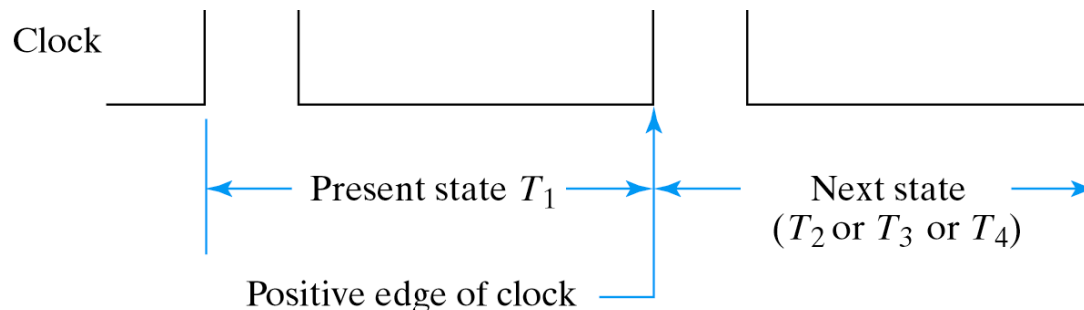 Clock
Present state T₁
Next state
(T₂ or T₃ or T₄)
Positive edge of clock